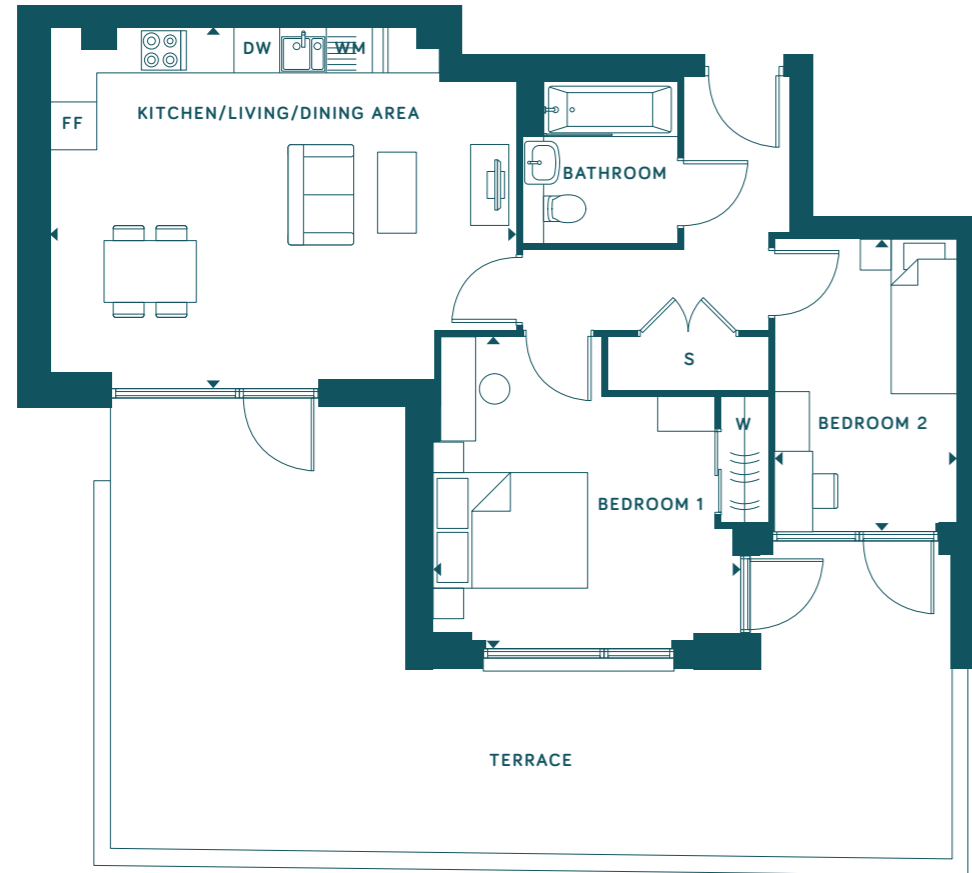 DW
WM
FF
KITCHEN/LIVING/DINING AREA
BATHROOM
S
W
BEDROOM 2
BEDROOM 1
TERRACE